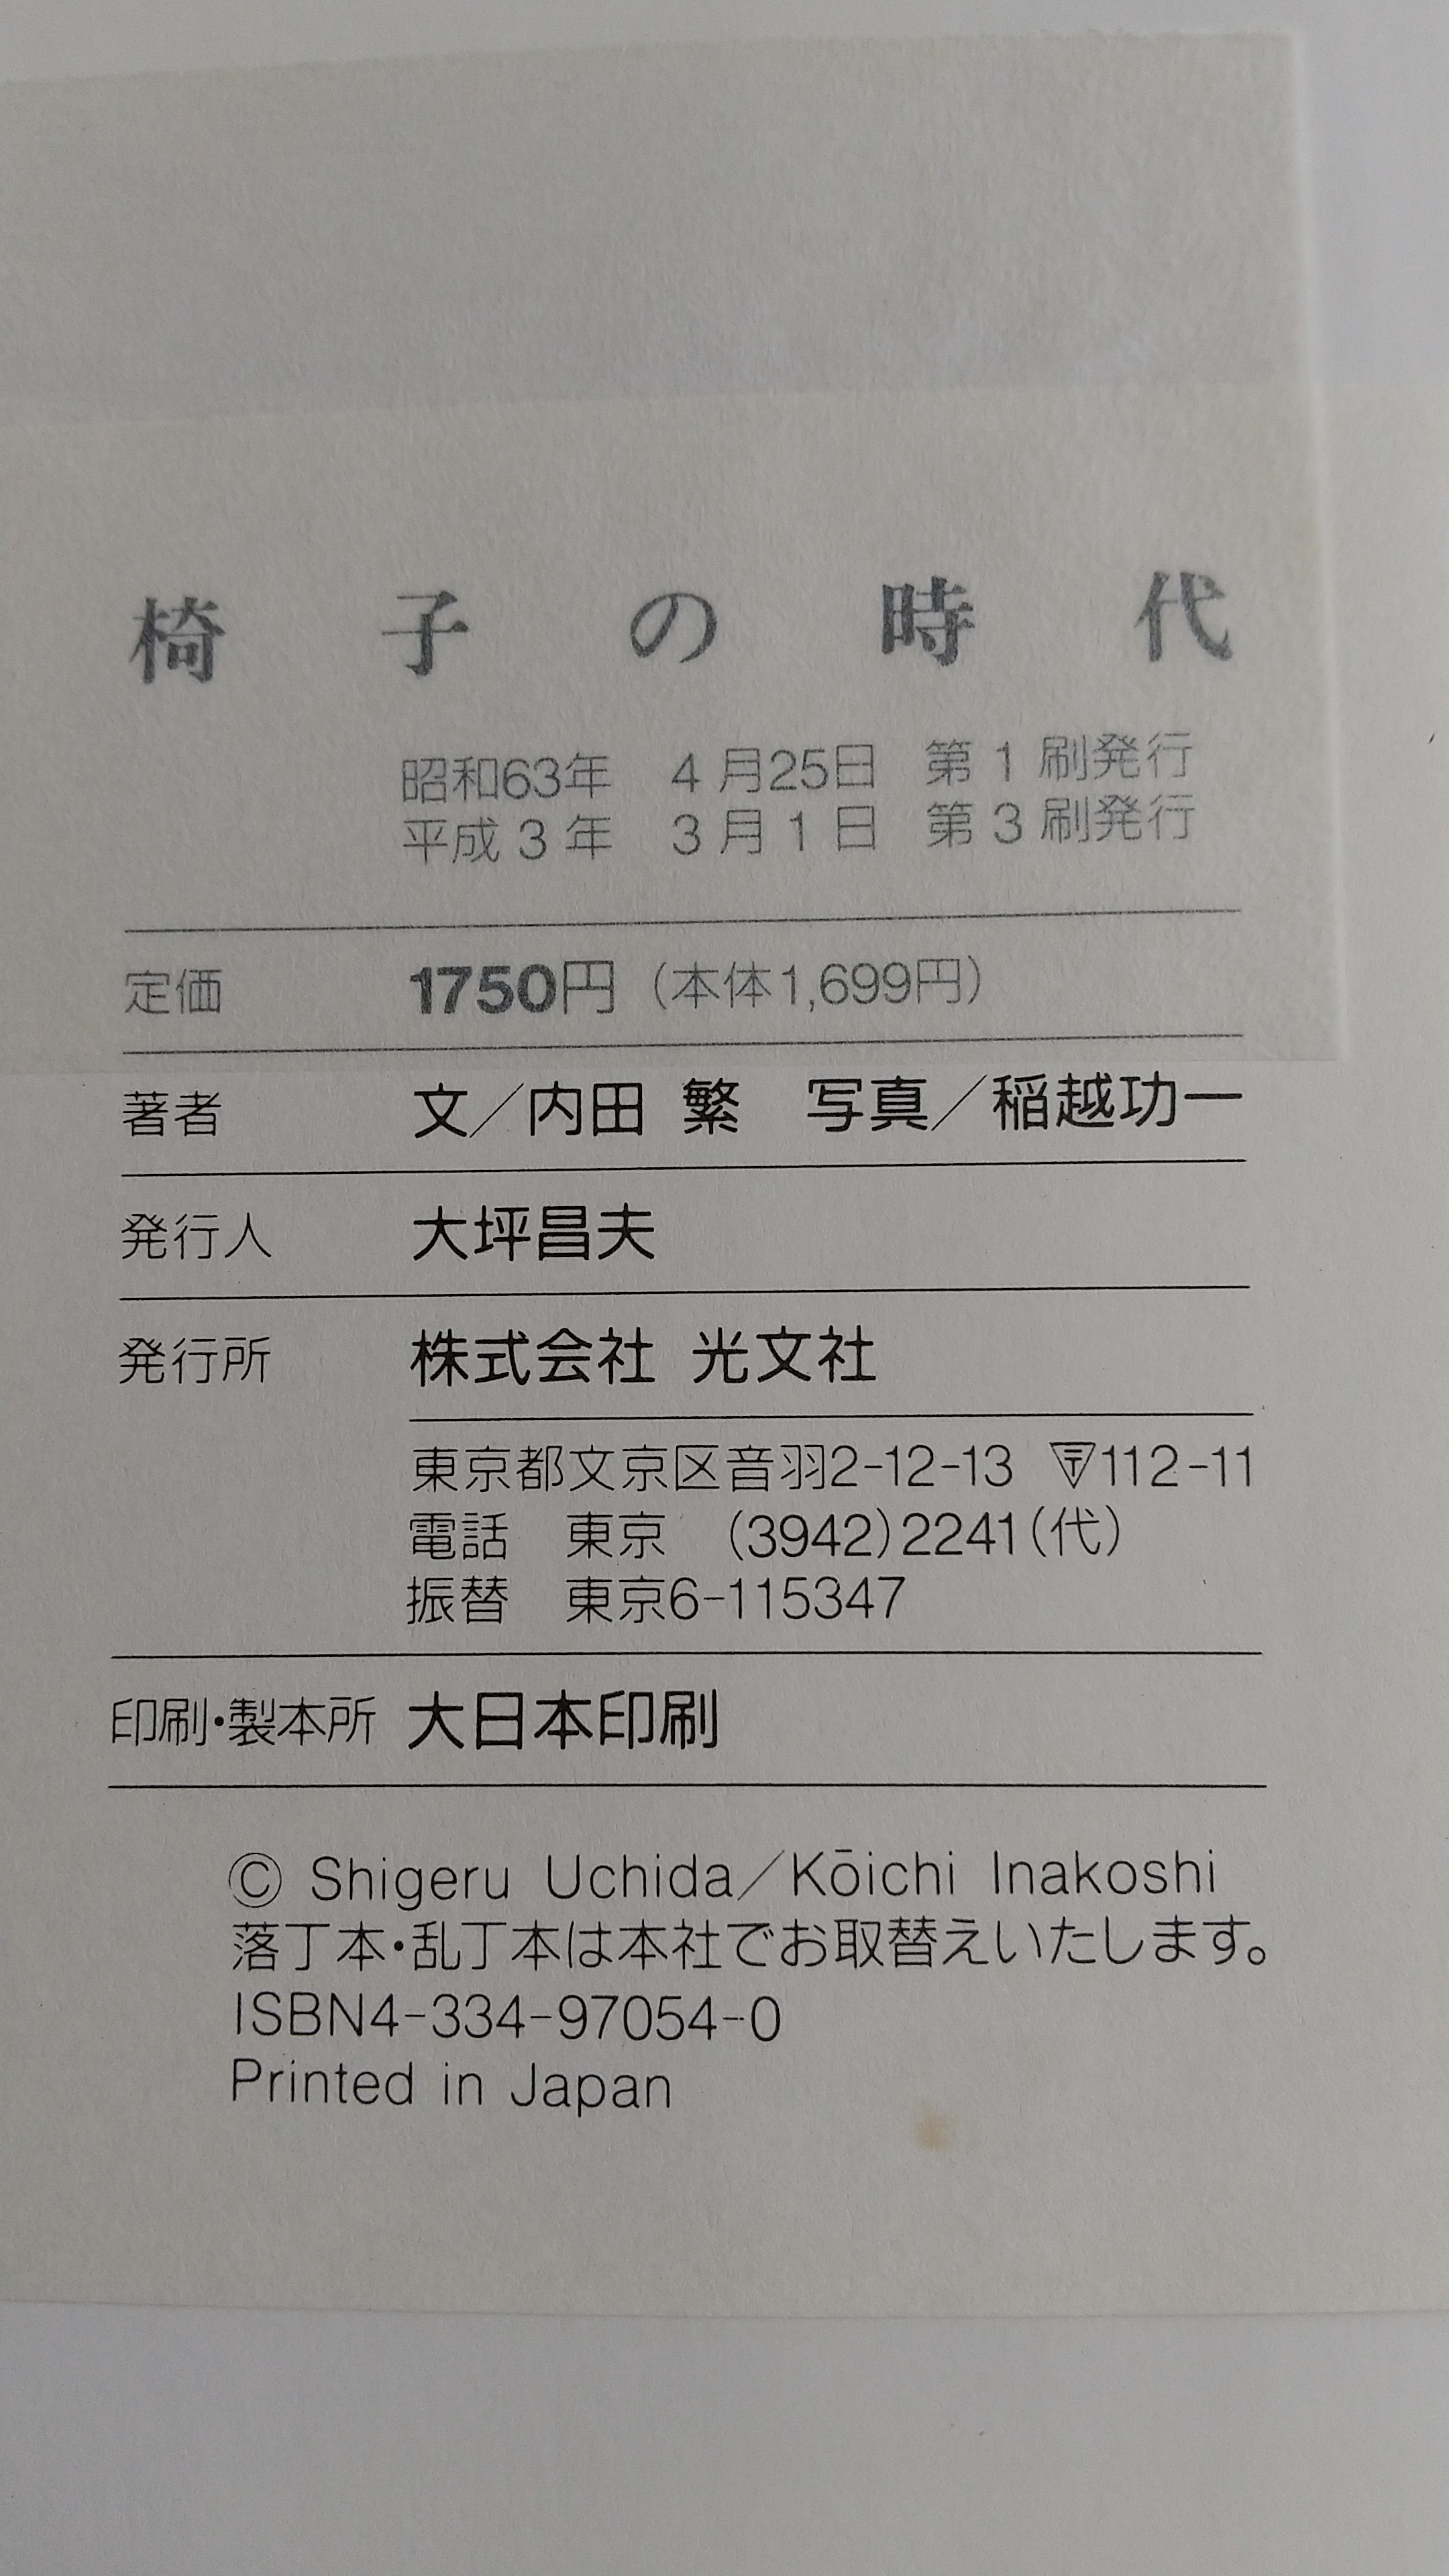 椅子の時代
昭和63年　4月25日　第1刷発行
平成3年　3月1日　第3刷発行
定価　1750円（本体1,699円）
著者　文／内田 繁　写真／稲越功一
発行人　大坪昌夫
発行所　株式会社 光文社
東京都文京区音羽2-12-13 〒112-11
電話　東京　(3942)2241(代)
振替　東京6-115347
印刷・製本所　大日本印刷
© Shigeru Uchida／Kōichi Inakoshi
落丁本・乱丁本は本社でお取替えいたします。
ISBN4-334-97054-0
Printed in Japan